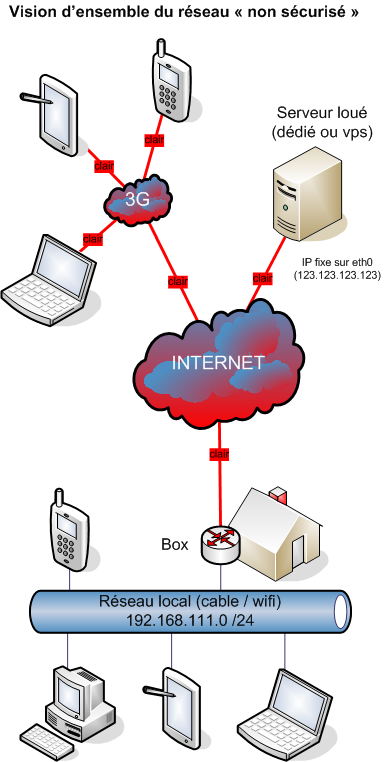 Vision d'ensemble du réseau « non sécurisé »
Serveur loué
(dédié ou vps)
clair
clair
3G
clair
IP fixe sur eth0
(123.123.123.123)
clair
clair
INTERNET
clair
Box
Réseau local (cable / wifi)
192.168.111.0 /24